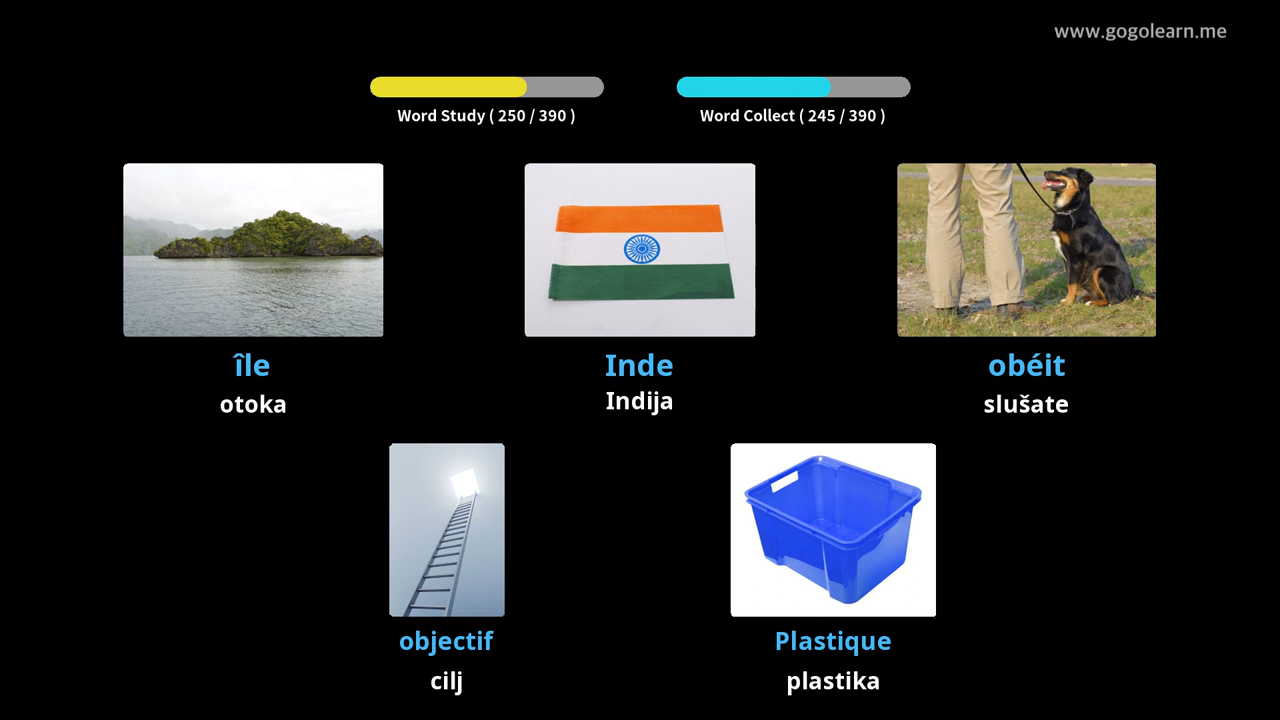 www.gogolearn.me
Word Study ( 250 / 390 )
Word Collect ( 245 / 390 )
île
Inde
obéit
otoka
Indija
slušate
objectif
Plastique
cilj
plastika